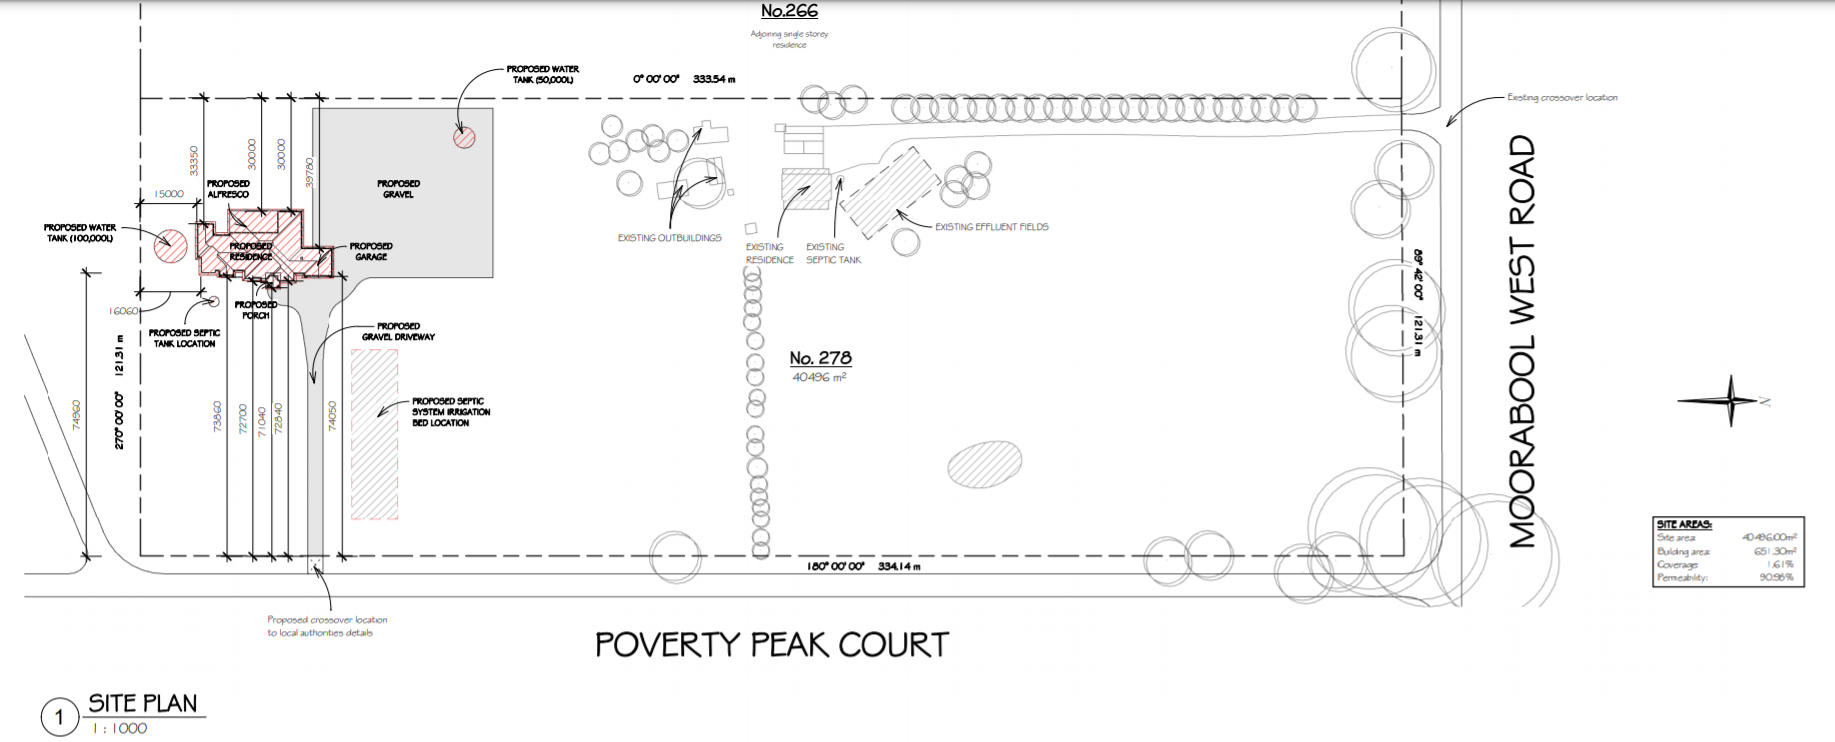 No.266
Adjoining single storey
residence
PROPOSED WATER
TANK (50,000L)
0° 00' 00" 333.54 m
Existing crossover location
33350
30000
30000
39780
15000
PROPOSED
ALFRESCO
PROPOSED
GRAVEL
PROPOSED WATER
TANK (100,000L)
PROPOSED
RESIDENCE
PROPOSED
GARAGE
EXISTING OUTBUILDINGS
EXISTING
RESIDENCE
EXISTING
SEPTIC TANK
EXISTING EFFLUENT FIELDS
16060
PROPOSED
PORCH
PROPOSED SEPTIC
TANK LOCATION
PROPOSED
GRAVEL DRIVEWAY
PROPOSED SEPTIC
SYSTEM IRRIGATION
BED LOCATION
74960
270° 00' 00" 121.31 m
73860
72700
71040
72840
74050
No. 278
40496 m²
89° 42' 00" 121.31 m
MOORABOOL WEST ROAD
N
SITE AREAS:
Site area: 40496.00m²
Building area: 651.30m²
Coverage: 1.61%
Permeability: 90.98%
180° 00' 00" 334.14 m
Proposed crossover location
to local authorities details
POVERTY PEAK COURT
1 SITE PLAN
1 : 1000